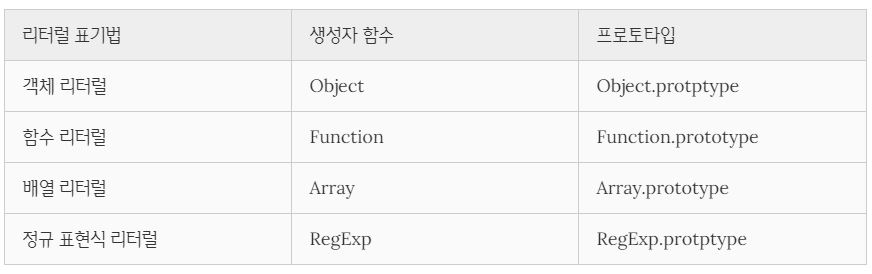 리터럴 표기법 생성자 함수 프로토타입
객체 리터럴 Object Object.protptype
함수 리터럴 Function Function.prototype
배열 리터럴 Array Array.prototype
정규 표현식 리터럴 RegExp RegExp.protptype